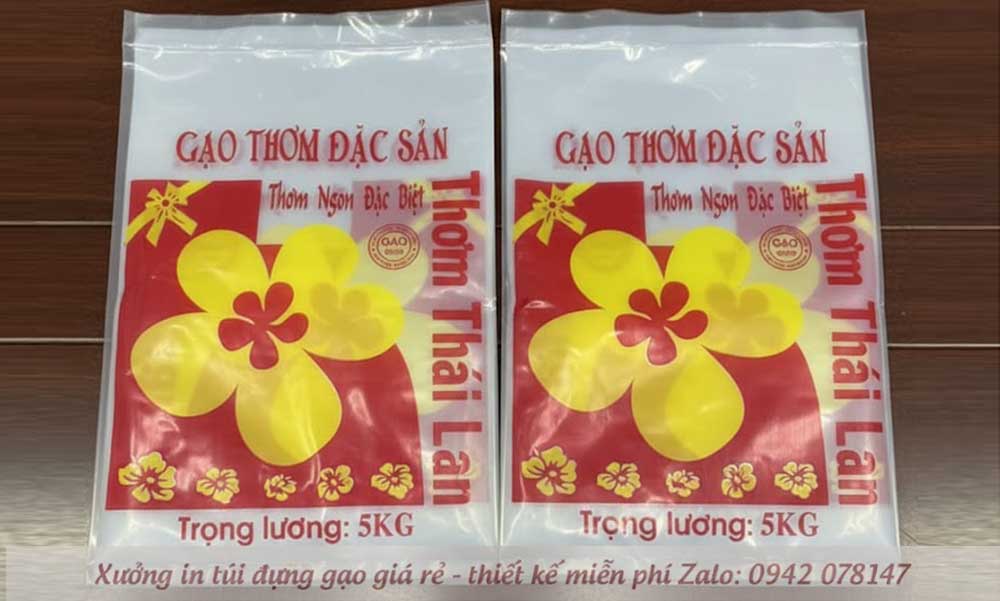 GẠO THƠM ĐẶC SẢN
Thơm Ngon Đặc Biệt
GẠO
Thơm Thái Lan
Trọng lương: 5KG
GẠO THƠM ĐẶC SẢN
Thơm Ngon Đặc Biệt
GẠO
Thơm Thái Lan
Trọng lương: 5KG
Xưởng in túi đựng gạo giá rẻ - thiết kế miễn phí Zalo: 0942 078147